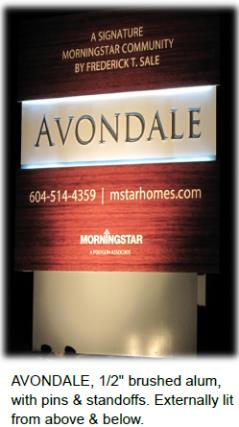 A SIGNATURE
MORNINGSTAR COMMUNITY
BY FREDERICK T. SALE
AVONDALE
604-514-4359 | mstarhomes.com
MORNINGSTAR
A POLYGON ASSOCIATE
AVONDALE, 1/2" brushed alum,
with pins & standoffs. Externally lit
from above & below.